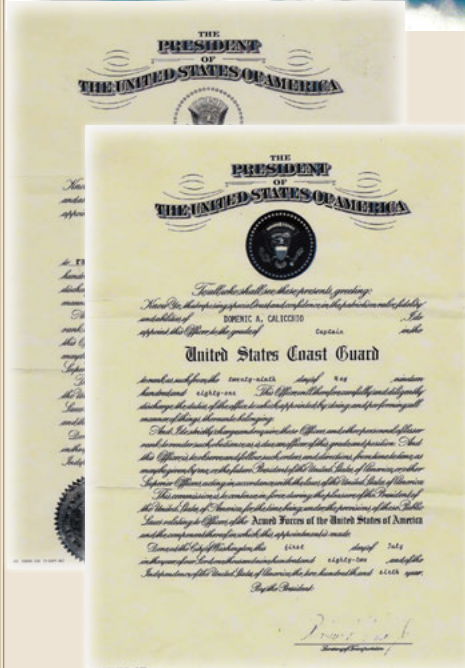 THE
PRESIDENT
OF
THE UNITED STATES OF AMERICA
THE
PRESIDENT
OF
THE UNITED STATES OF AMERICA
To all who shall see these presents, greeting:
Know Ye, that reposing special trust and confidence in the patriotism, valor, fidelity
and abilities of DOMENIC A. CALICCHIO , I do
appoint this Officer to the grade of Captain in the
United States Coast Guard
to rank as such from the twenty-ninth day of May nineteen
hundred and eighty-one This Officer will therefore carefully and diligently
discharge the duties of the office to which appointed by doing and performing all
manner of things thereunto belonging.
And, I do strictly charge and require those Officers and other personnel of lesser
rank to render such obedience as is due an officer of this grade and position. And
this Officer is to observe and follow such orders and directions, from time to time, as
may be given by me, or the future President of the United States of America, or other
Superior Officers, acting in accordance with the laws of the United States of America.
This commission is to continue in force during the pleasure of the President of
the United States of America for the time being, under the provisions of those Public
Laws relating to Officers of the Armed Forces of the United States of America
and the component thereof in which this appointment is made.
Done at the City of Washington, this first day of July
in the year of our Lord one thousand nine hundred and eighty-two and of the
Independence of the United States of America the two hundredth and year.
By the President:
Secretary of Transportation